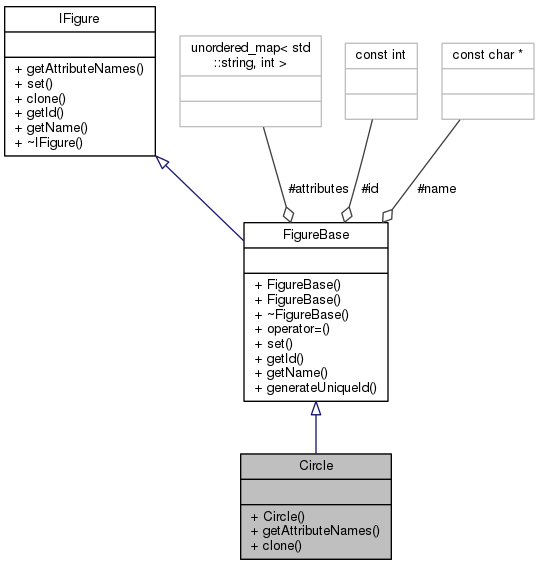 IFigure
+ getAttributeNames()
+ set()
+ clone()
+ getId()
+ getName()
+ ~IFigure()
unordered_map< std
::string, int >
const int
const char *
#attributes
#id
#name
FigureBase
+ FigureBase()
+ FigureBase()
+ ~FigureBase()
+ operator=()
+ set()
+ getId()
+ getName()
+ generateUniqueId()
Circle
+ Circle()
+ getAttributeNames()
+ clone()